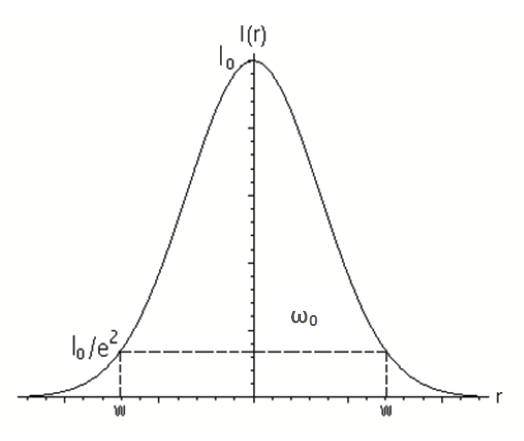 I(r)
I₀
ω₀
I₀/e²
r
w
w